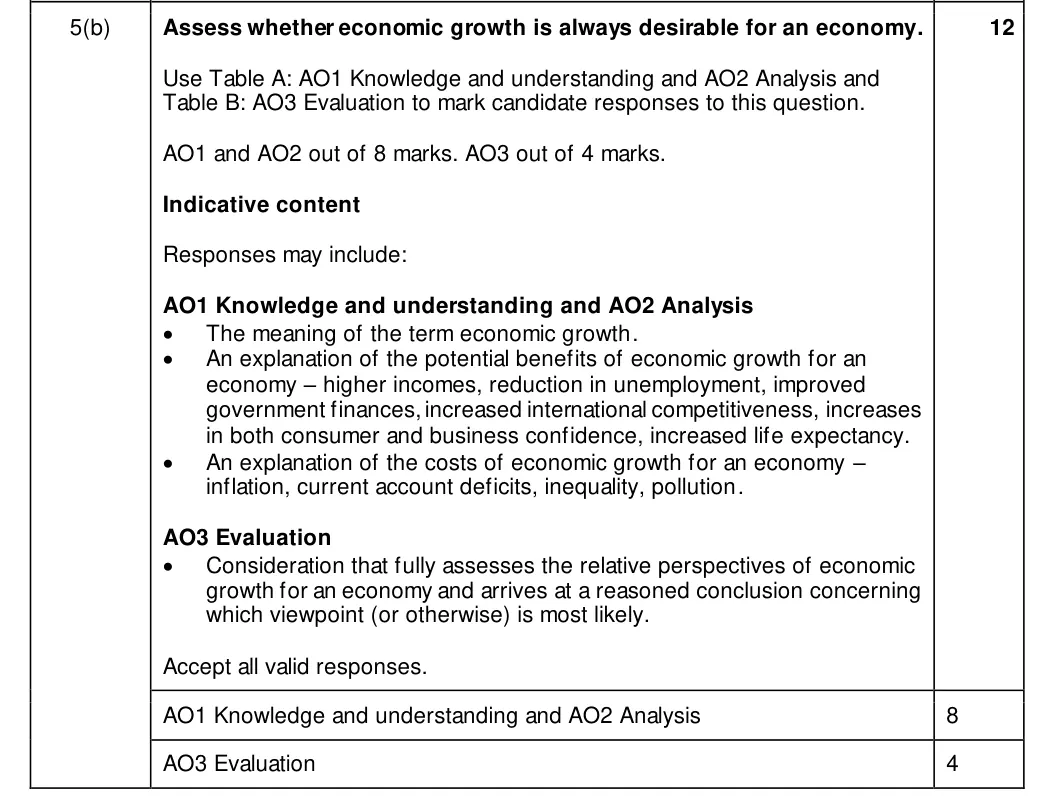 5(b) Assess whether economic growth is always desirable for an economy. 12
Use Table A: AO1 Knowledge and understanding and AO2 Analysis and
Table B: AO3 Evaluation to mark candidate responses to this question.
AO1 and AO2 out of 8 marks. AO3 out of 4 marks.
Indicative content
Responses may include:
AO1 Knowledge and understanding and AO2 Analysis
• The meaning of the term economic growth.
• An explanation of the potential benefits of economic growth for an
economy – higher incomes, reduction in unemployment, improved
government finances, increased international competitiveness, increases
in both consumer and business confidence, increased life expectancy.
• An explanation of the costs of economic growth for an economy –
inflation, current account deficits, inequality, pollution.
AO3 Evaluation
• Consideration that fully assesses the relative perspectives of economic
growth for an economy and arrives at a reasoned conclusion concerning
which viewpoint (or otherwise) is most likely.
Accept all valid responses.
AO1 Knowledge and understanding and AO2 Analysis 8
AO3 Evaluation 4